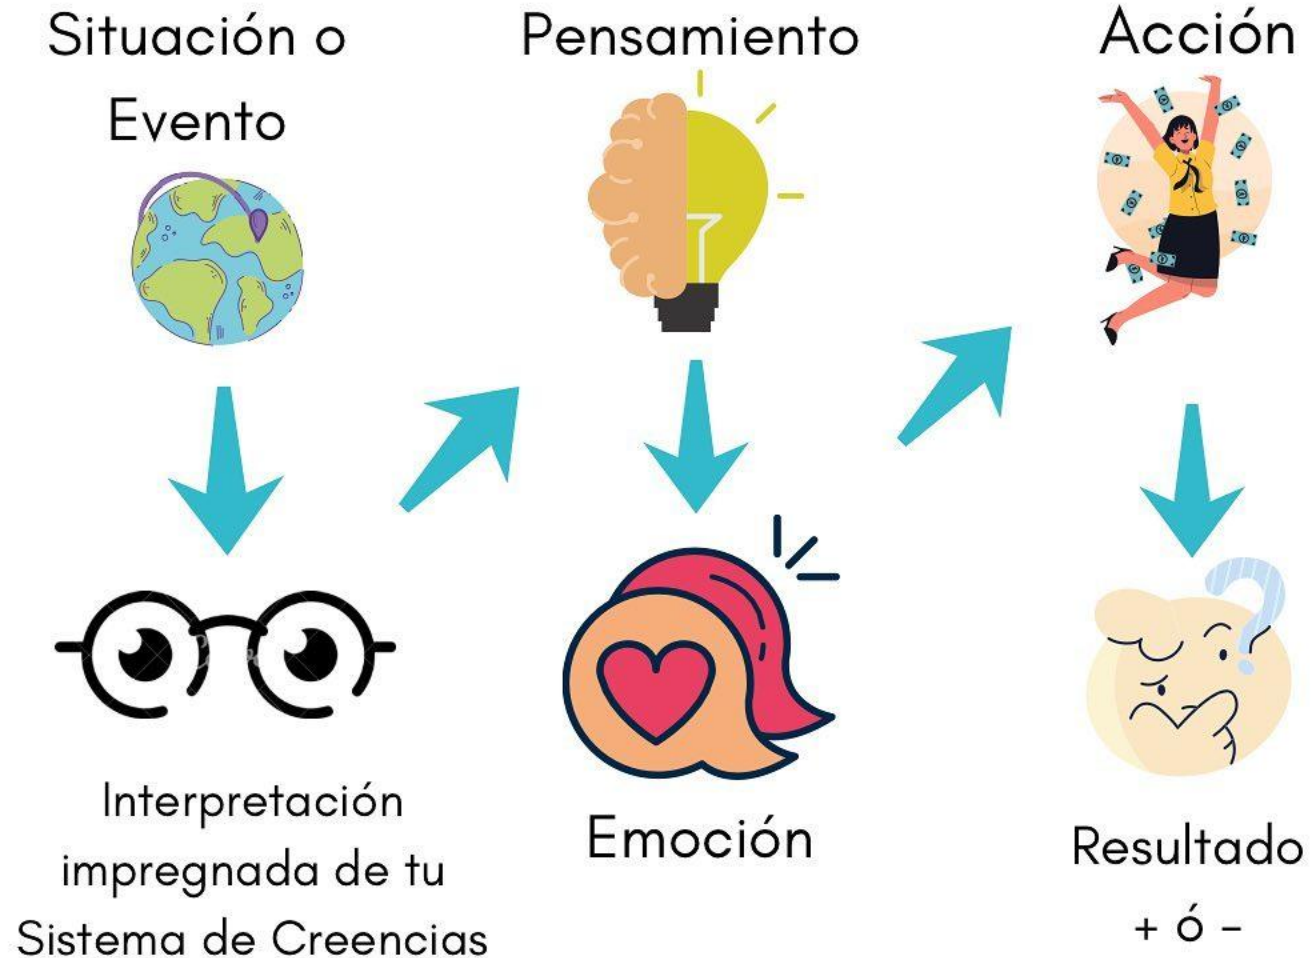 Situación o
Evento
Interpretación
impregnada de tu
Sistema de Creencias
Pensamiento
Emoción
Acción
Resultado
+ ó -